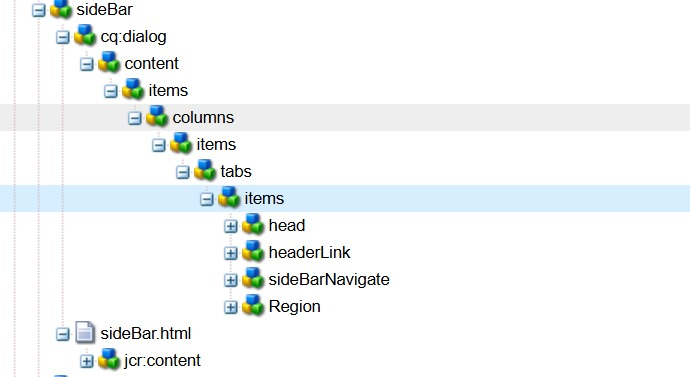 sideBar
cq:dialog
content
items
columns
items
tabs
items
head
headerLink
sideBarNavigate
Region
sideBar.html
jcr:content